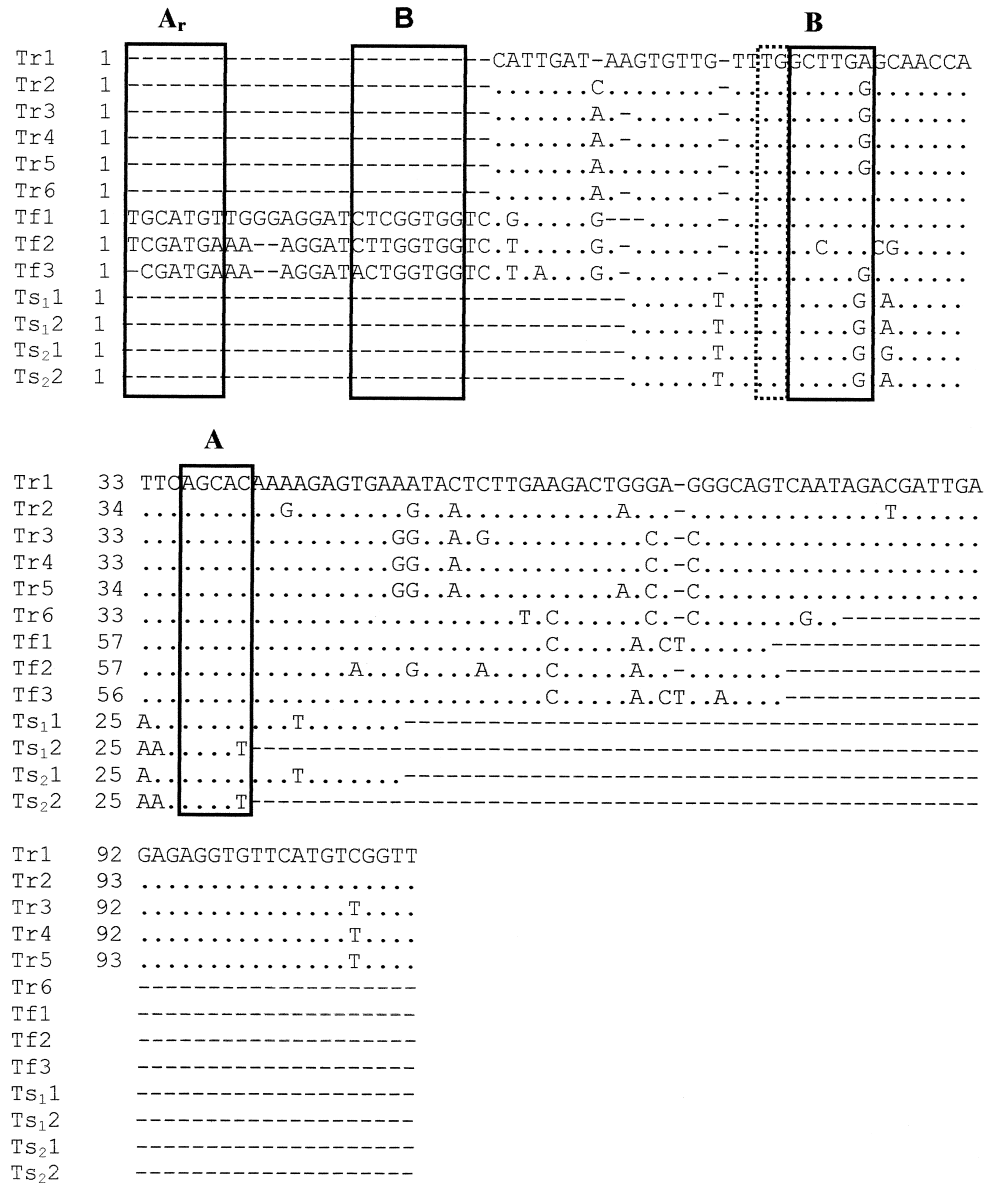 Ar B B
Tr1 1 --------------------------CATTGAT-AAGTGTTG-TTTGGCTTGAGCAACCA
Tr2 1 --------------------------.......C........-.........G.......
Tr3 1 --------------------------.......A........-.........G.......
Tr4 1 --------------------------.......A.-......-.........G.......
Tr5 1 --------------------------.......A........-.........G.......
Tr6 1 --------------------------.......A.-......-.................
Tf1 1 TGCATGTTGGGAGGATCTCGGTGGTC.G.....G---.....-.................
Tf2 1 TCGATGAAA--AGGATCTTGGTGGTC.T.....G.-......-......C...CG.....
Tf3 1 -CGATGAAA--AGGATACTGGTGGTC.T.A...G.-......-.........G.......
Ts₁1 1 ------------------------------------......T.........G.A.....
Ts₁2 1 ------------------------------------......T.........G.A.....
Ts₂1 1 ------------------------------------......T.........G.G.....
Ts₂2 1 ------------------------------------......T.........G.A.....
A
Tr1 33 TTCAGCACAAAAGAGTGAAATACTCTTGAAGACTGGGA-GGGCAGTCAATAGACGATTGA
Tr2 34 ..........G........G..A...........A...-..............T......
Tr3 33 ..................GG..A.G...........C.-C....................
Tr4 33 ..................GG..A.............C.-C....................
Tr5 34 ..................GG..A...........A.C.-C....................
Tr6 33 ...........................T.C......C.-C.......G..----------
Tf1 57 .............................C.....A.CT......---------------
Tf2 57 ...............A...G....A....C.....A..-.......--------------
Tf3 56 .............................C.....A.CT..A....--------------
Ts₁1 25 A..........T......------------------------------------------
Ts₁2 25 AA.....T----------------------------------------------------
Ts₂1 25 A..........T......------------------------------------------
Ts₂2 25 AA.....T----------------------------------------------------
Tr1 92 GAGAGGTGTTCATGTCGGTT
Tr2 93 ....................
Tr3 92 ...............T....
Tr4 92 ...............T....
Tr5 93 ...............T....
Tr6 --------------------
Tf1 --------------------
Tf2 --------------------
Tf3 --------------------
Ts₁1 --------------------
Ts₁2 --------------------
Ts₂1 --------------------
Ts₂2 --------------------